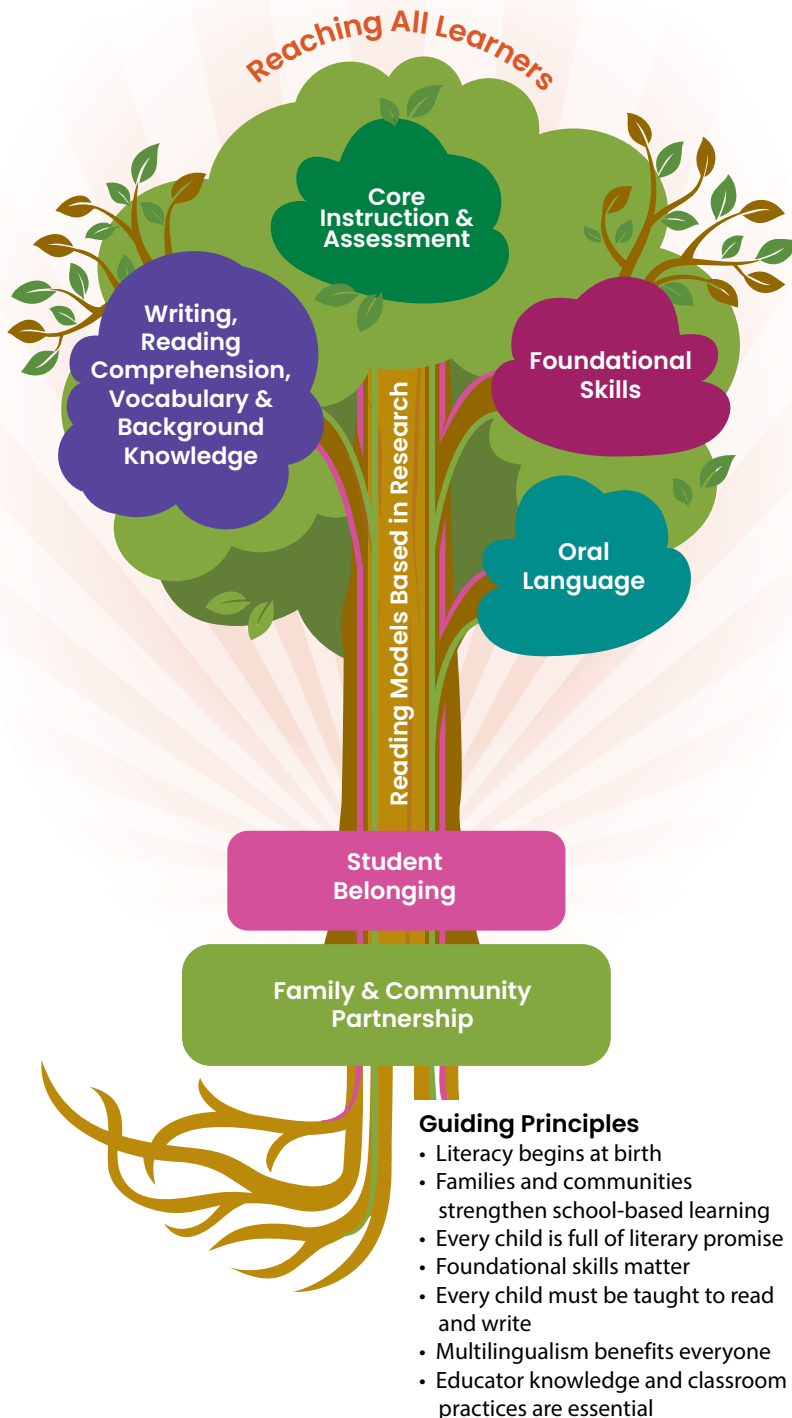 Reaching All Learners
Core
Instruction &
Assessment
Writing,
Reading
Comprehension,
Vocabulary &
Background
Knowledge
Foundational
Skills
Oral
Language
Reading Models Based in Research
Student
Belonging
Family & Community
Partnership
Guiding Principles
• Literacy begins at birth
• Families and communities
strengthen school-based learning
• Every child is full of literary promise
• Foundational skills matter
• Every child must be taught to read
and write
• Multilingualism benefits everyone
• Educator knowledge and classroom
practices are essential